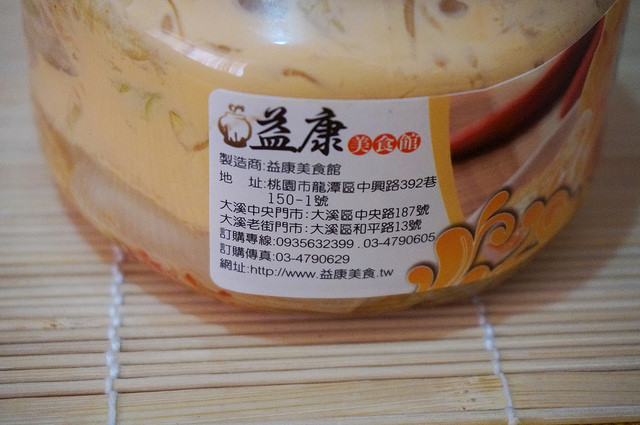 益康美食館
製造商:益康美食館
地 址:桃園市龍潭區中興路392巷
150-1號
大溪中央門市:大溪區中央路187號
大溪老街門市:大溪區和平路13號
訂購專線:0935632399 . 03-4790605
訂購傳真:03-4790629
網址:http://www.益康美食.tw